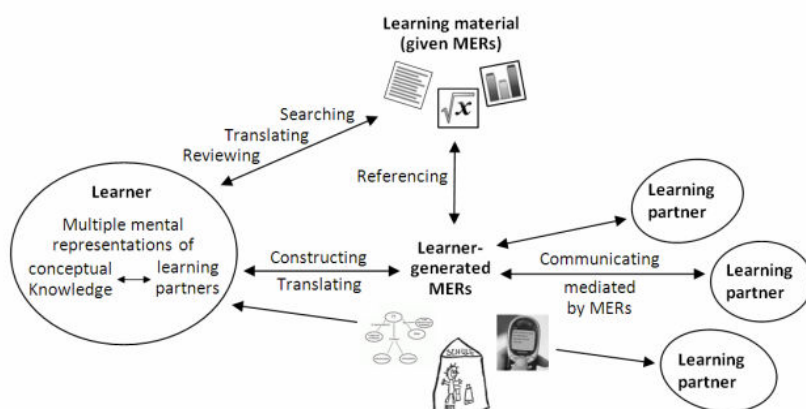 Learning material
(given MERs)
√x
Searching
Translating
Reviewing
Referencing
Learner
Multiple mental
representations of
conceptual
Knowledge
learning
partners
Constructing
Translating
Learner-
generated
MERs
Communicating
mediated
by MERs
Learning
partner
Learning
partner
Learning
partner
SCHULE